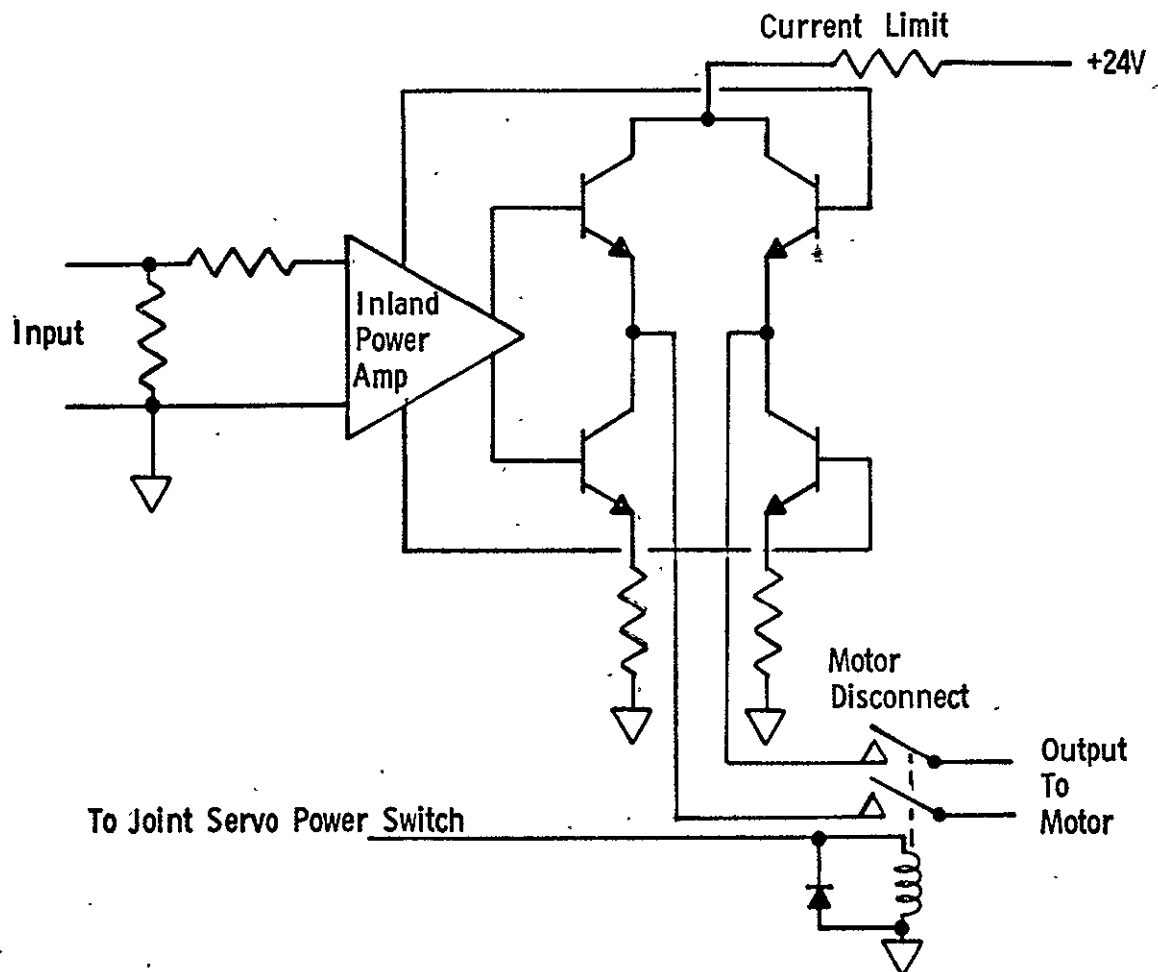 Current Limit
+24V
Input
Inland
Power
Amp
Motor
Disconnect
Output
To
Motor
To Joint Servo Power Switch